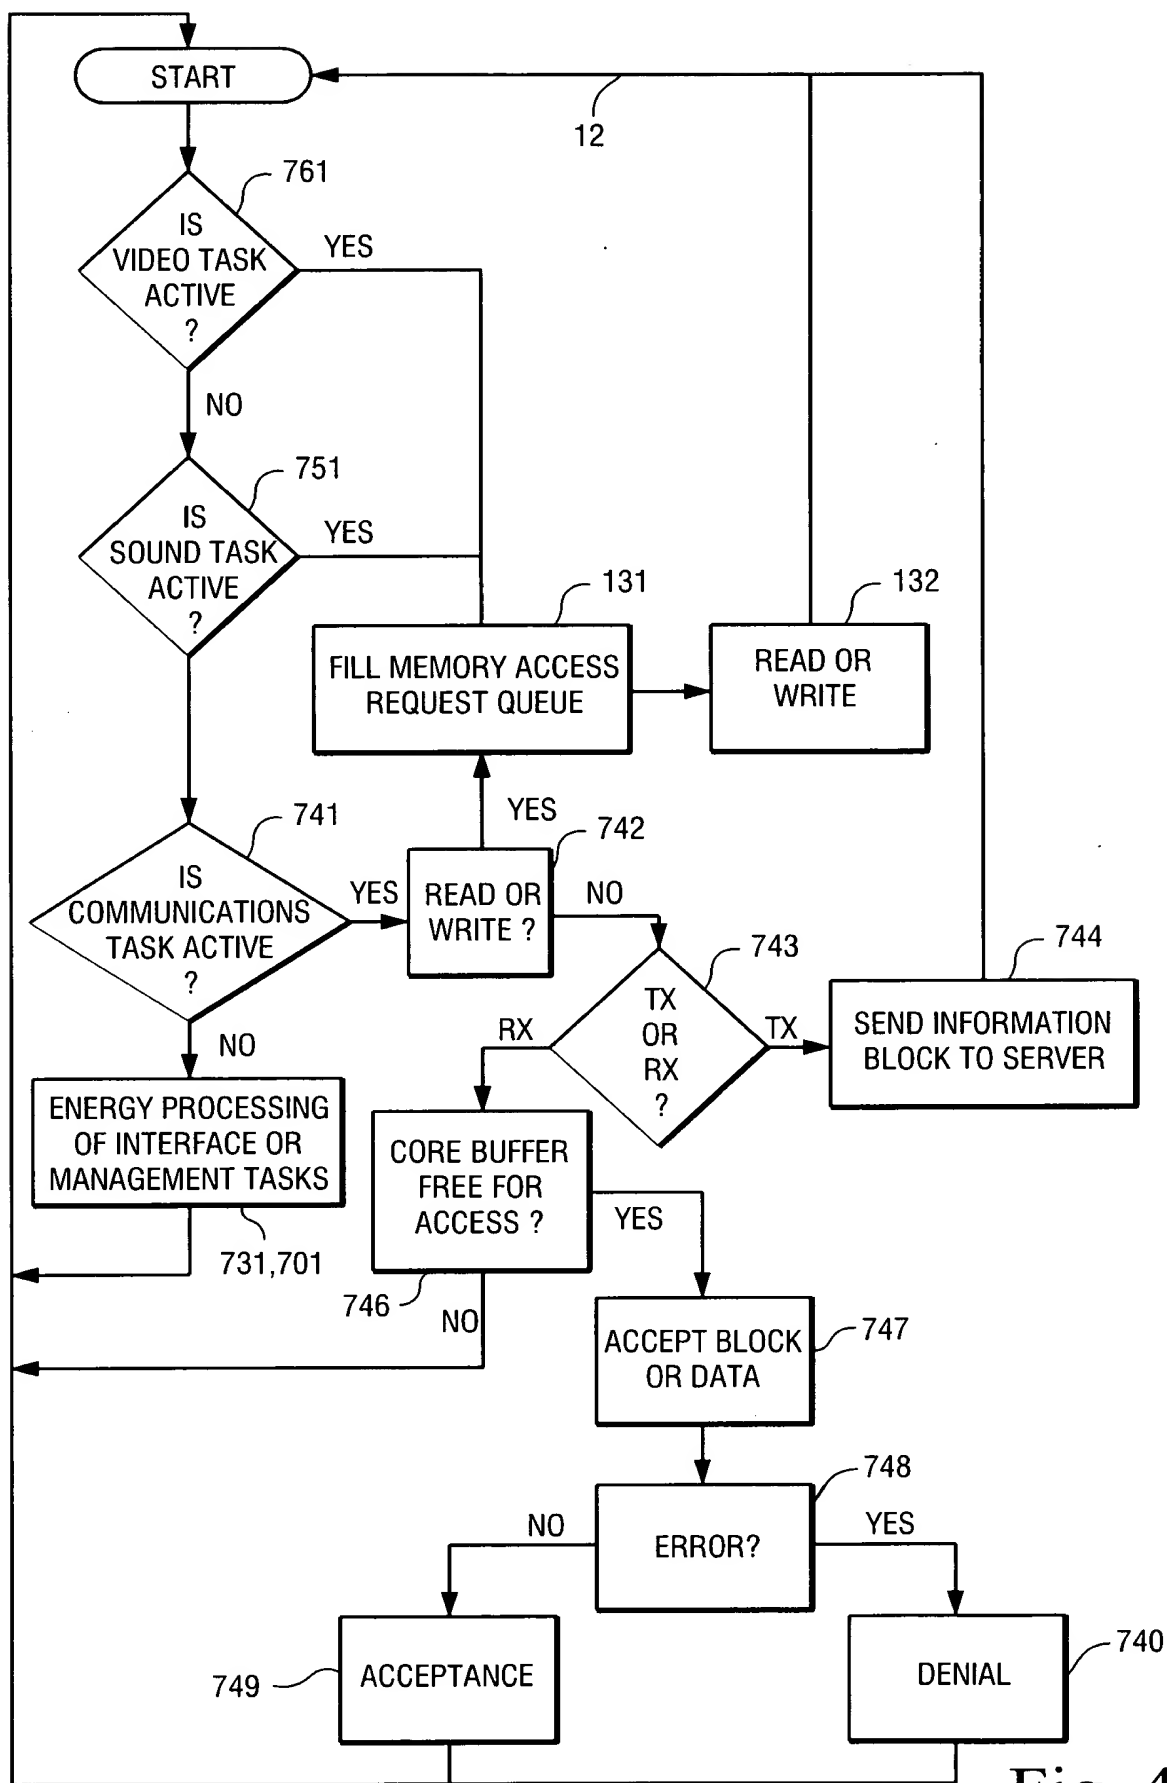 START
12
761
IS
VIDEO TASK
ACTIVE
?
YES
NO
751
IS
SOUND TASK
ACTIVE
?
YES
131
FILL MEMORY ACCESS
REQUEST QUEUE
132
READ OR
WRITE
741
IS
COMMUNICATIONS
TASK ACTIVE
?
YES
742
READ OR
WRITE ?
YES
NO
743
TX
OR
RX
?
RX
TX
744
SEND INFORMATION
BLOCK TO SERVER
NO
ENERGY PROCESSING
OF INTERFACE OR
MANAGEMENT TASKS
731,701
CORE BUFFER
FREE FOR
ACCESS ?
746
YES
NO
747
ACCEPT BLOCK
OR DATA
748
ERROR?
NO
YES
749
ACCEPTANCE
740
DENIAL
Fig. 4